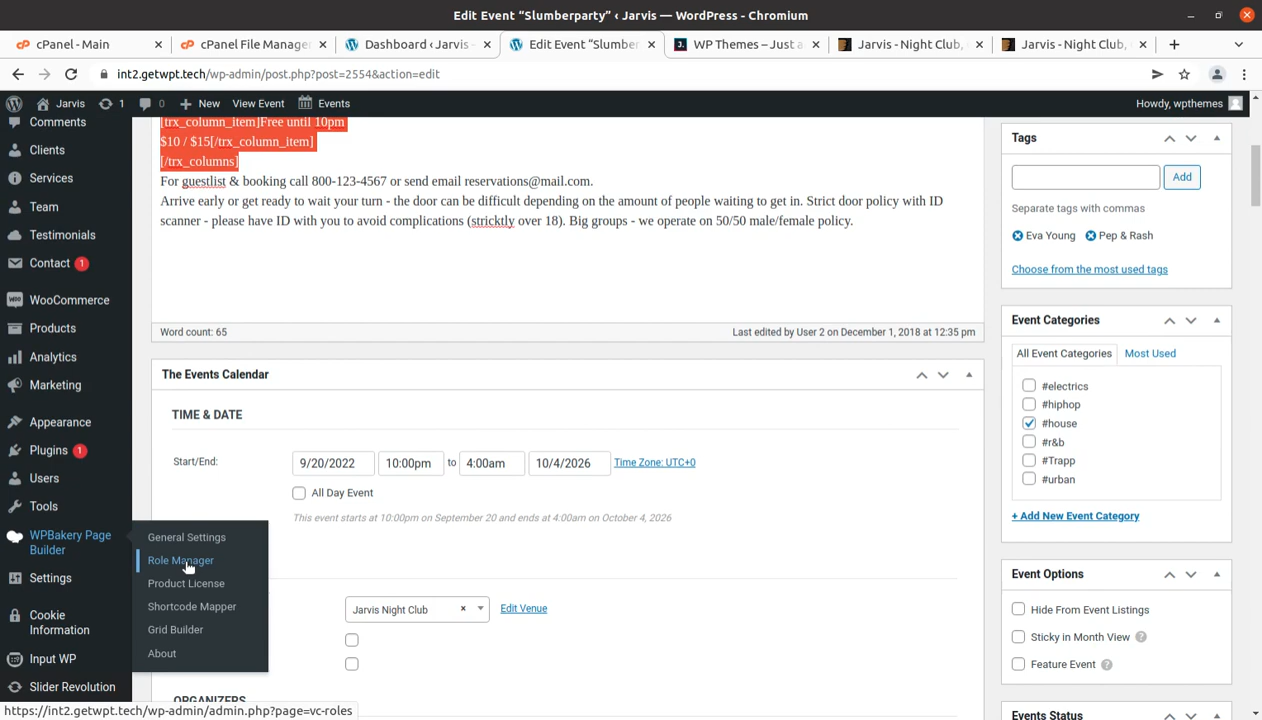 Edit Event “Slumberparty” ‹ Jarvis — WordPress - Chromium
cPanel - Main
cPanel File Manage
Dashboard ‹ Jarvis
Edit Event “Slumber
WP Themes – Just a
Jarvis - Night Club,
Jarvis - Night Club,
int2.getwpt.tech/wp-admin/post.php?post=2554&action=edit
Jarvis
1
0
New
View Event
Events
Howdy, wpthemes
Comments
Clients
Services
Team
Testimonials
Contact 1
WooCommerce
Products
Analytics
Marketing
Appearance
Plugins 1
Users
Tools
WPBakery Page
Builder
Settings
Cookie
Information
Input WP
Slider Revolution
General Settings
Role Manager
Product License
Shortcode Mapper
Grid Builder
About
[trx_column_item]Free until 10pm
$10 / $15[/trx_column_item]
[/trx_columns]
For guestlist & booking call 800-123-4567 or send email reservations@mail.com.
Arrive early or get ready to wait your turn - the door can be difficult depending on the amount of people waiting to get in. Strict door policy with ID
scanner - please have ID with you to avoid complications (stricktly over 18). Big groups - we operate on 50/50 male/female policy.
Word count: 65
Last edited by User 2 on December 1, 2018 at 12:35 pm
The Events Calendar
TIME & DATE
Start/End:
9/20/2022
10:00pm
to
4:00am
10/4/2026
Time Zone: UTC+0
All Day Event
This event starts at 10:00pm on September 20 and ends at 4:00am on October 4, 2026
Jarvis Night Club
×
Edit Venue
ORGANIZERS
Tags
Add
Separate tags with commas
Eva Young
Pep & Rash
Choose from the most used tags
Event Categories
All Event Categories
Most Used
#electrics
#hiphop
#house
#r&b
#Trapp
#urban
+ Add New Event Category
Event Options
Hide From Event Listings
Sticky in Month View ?
Feature Event ?
Events Status
https://int2.getwpt.tech/wp-admin/admin.php?page=vc-roles